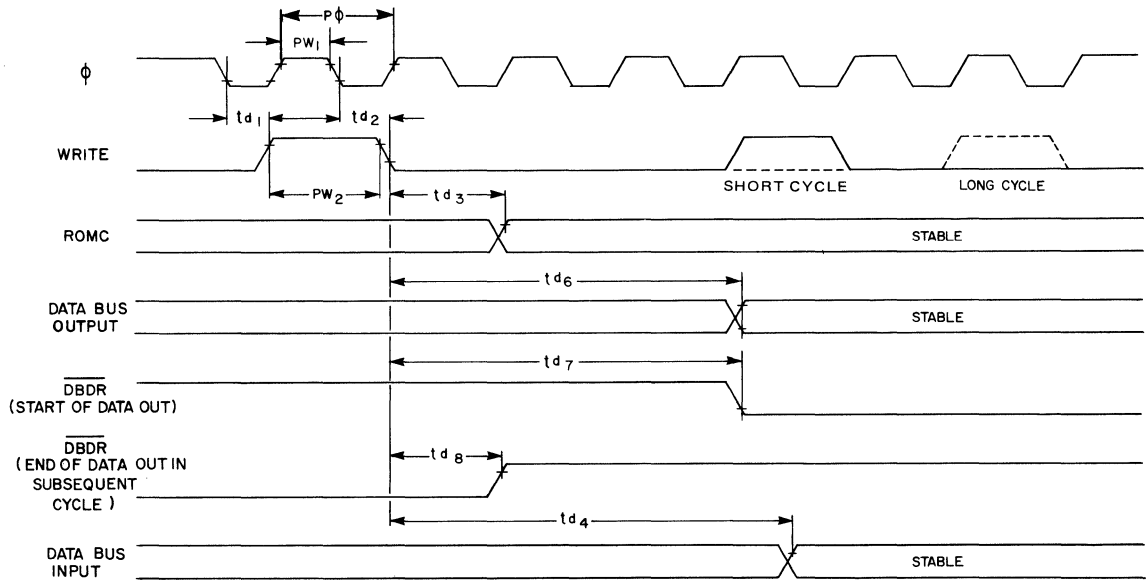 PΦ
PW1
Φ
td1
td2
WRITE
PW2
td3
SHORT CYCLE
LONG CYCLE
ROMC
STABLE
td6
DATA BUS
OUTPUT
STABLE
td7
DBDR
(START OF DATA OUT)
DBDR
(END OF DATA OUT IN
SUBSEQUENT
CYCLE)
td8
td4
DATA BUS
INPUT
STABLE